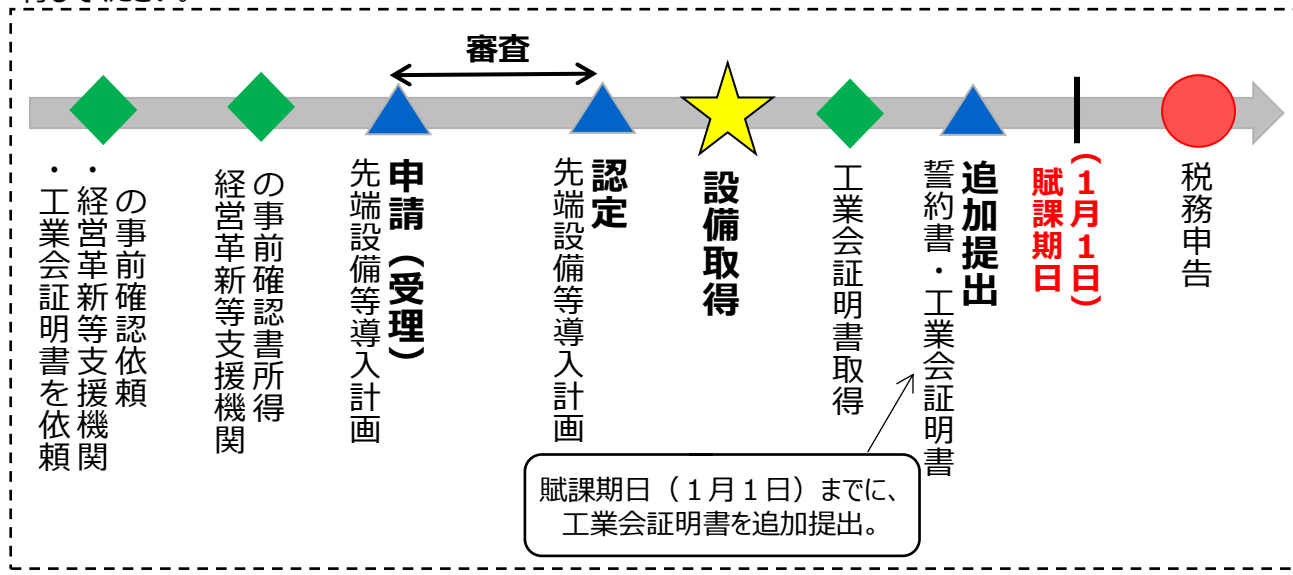 審査
・工業会証明書を依頼
・経営革新等支援機関
の事前確認依頼
経営革新等支援機関
の事前確認書所得
先端設備等導入計画
申請（受理）
先端設備等導入計画
認定
設備取得
工業会証明書取得
誓約書・工業会証明書
追加提出
賦課期日
（1月1日）
税務申告
賦課期日（１月１日）までに、
工業会証明書を追加提出。